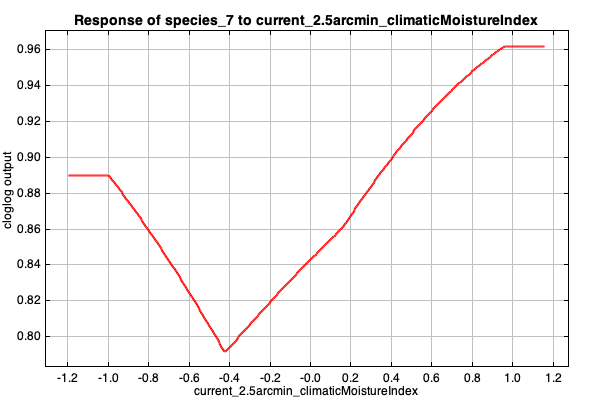 Response of species_7 to current_2.5arcmin_climaticMoistureIndex
cloglog output
0.96
0.94
0.92
0.90
0.88
0.86
0.84
0.82
0.80
-1.2 -1.0 -0.8 -0.6 -0.4 -0.2 -0.0 0.2 0.4 0.6 0.8 1.0 1.2
current_2.5arcmin_climaticMoistureIndex